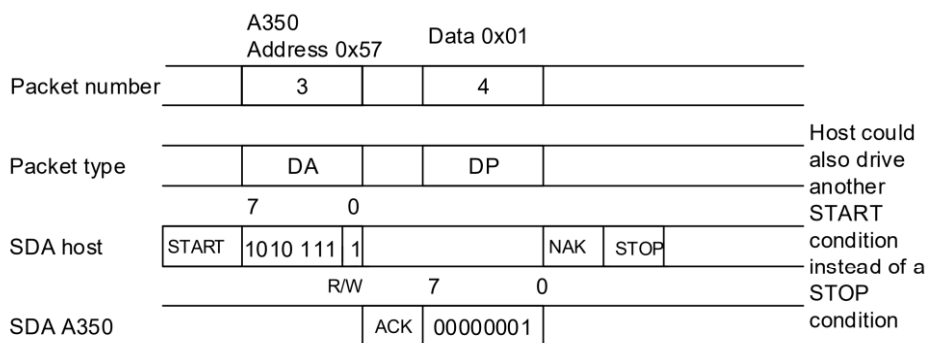 A350
Address 0x57
Data 0x01
Packet number
3
4
Packet type
DA
DP
7
0
SDA host
START
1010 111
1
NAK
STOP
R/W
7
0
SDA A350
ACK
00000001
Host could
also drive
another
START
condition
instead of a
STOP
condition